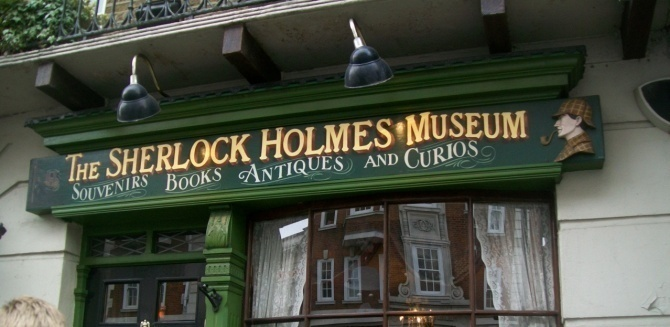 THE SHERLOCK HOLMES MUSEUM
SOUVENIRS BOOKS ANTIQUES AND CURIOS